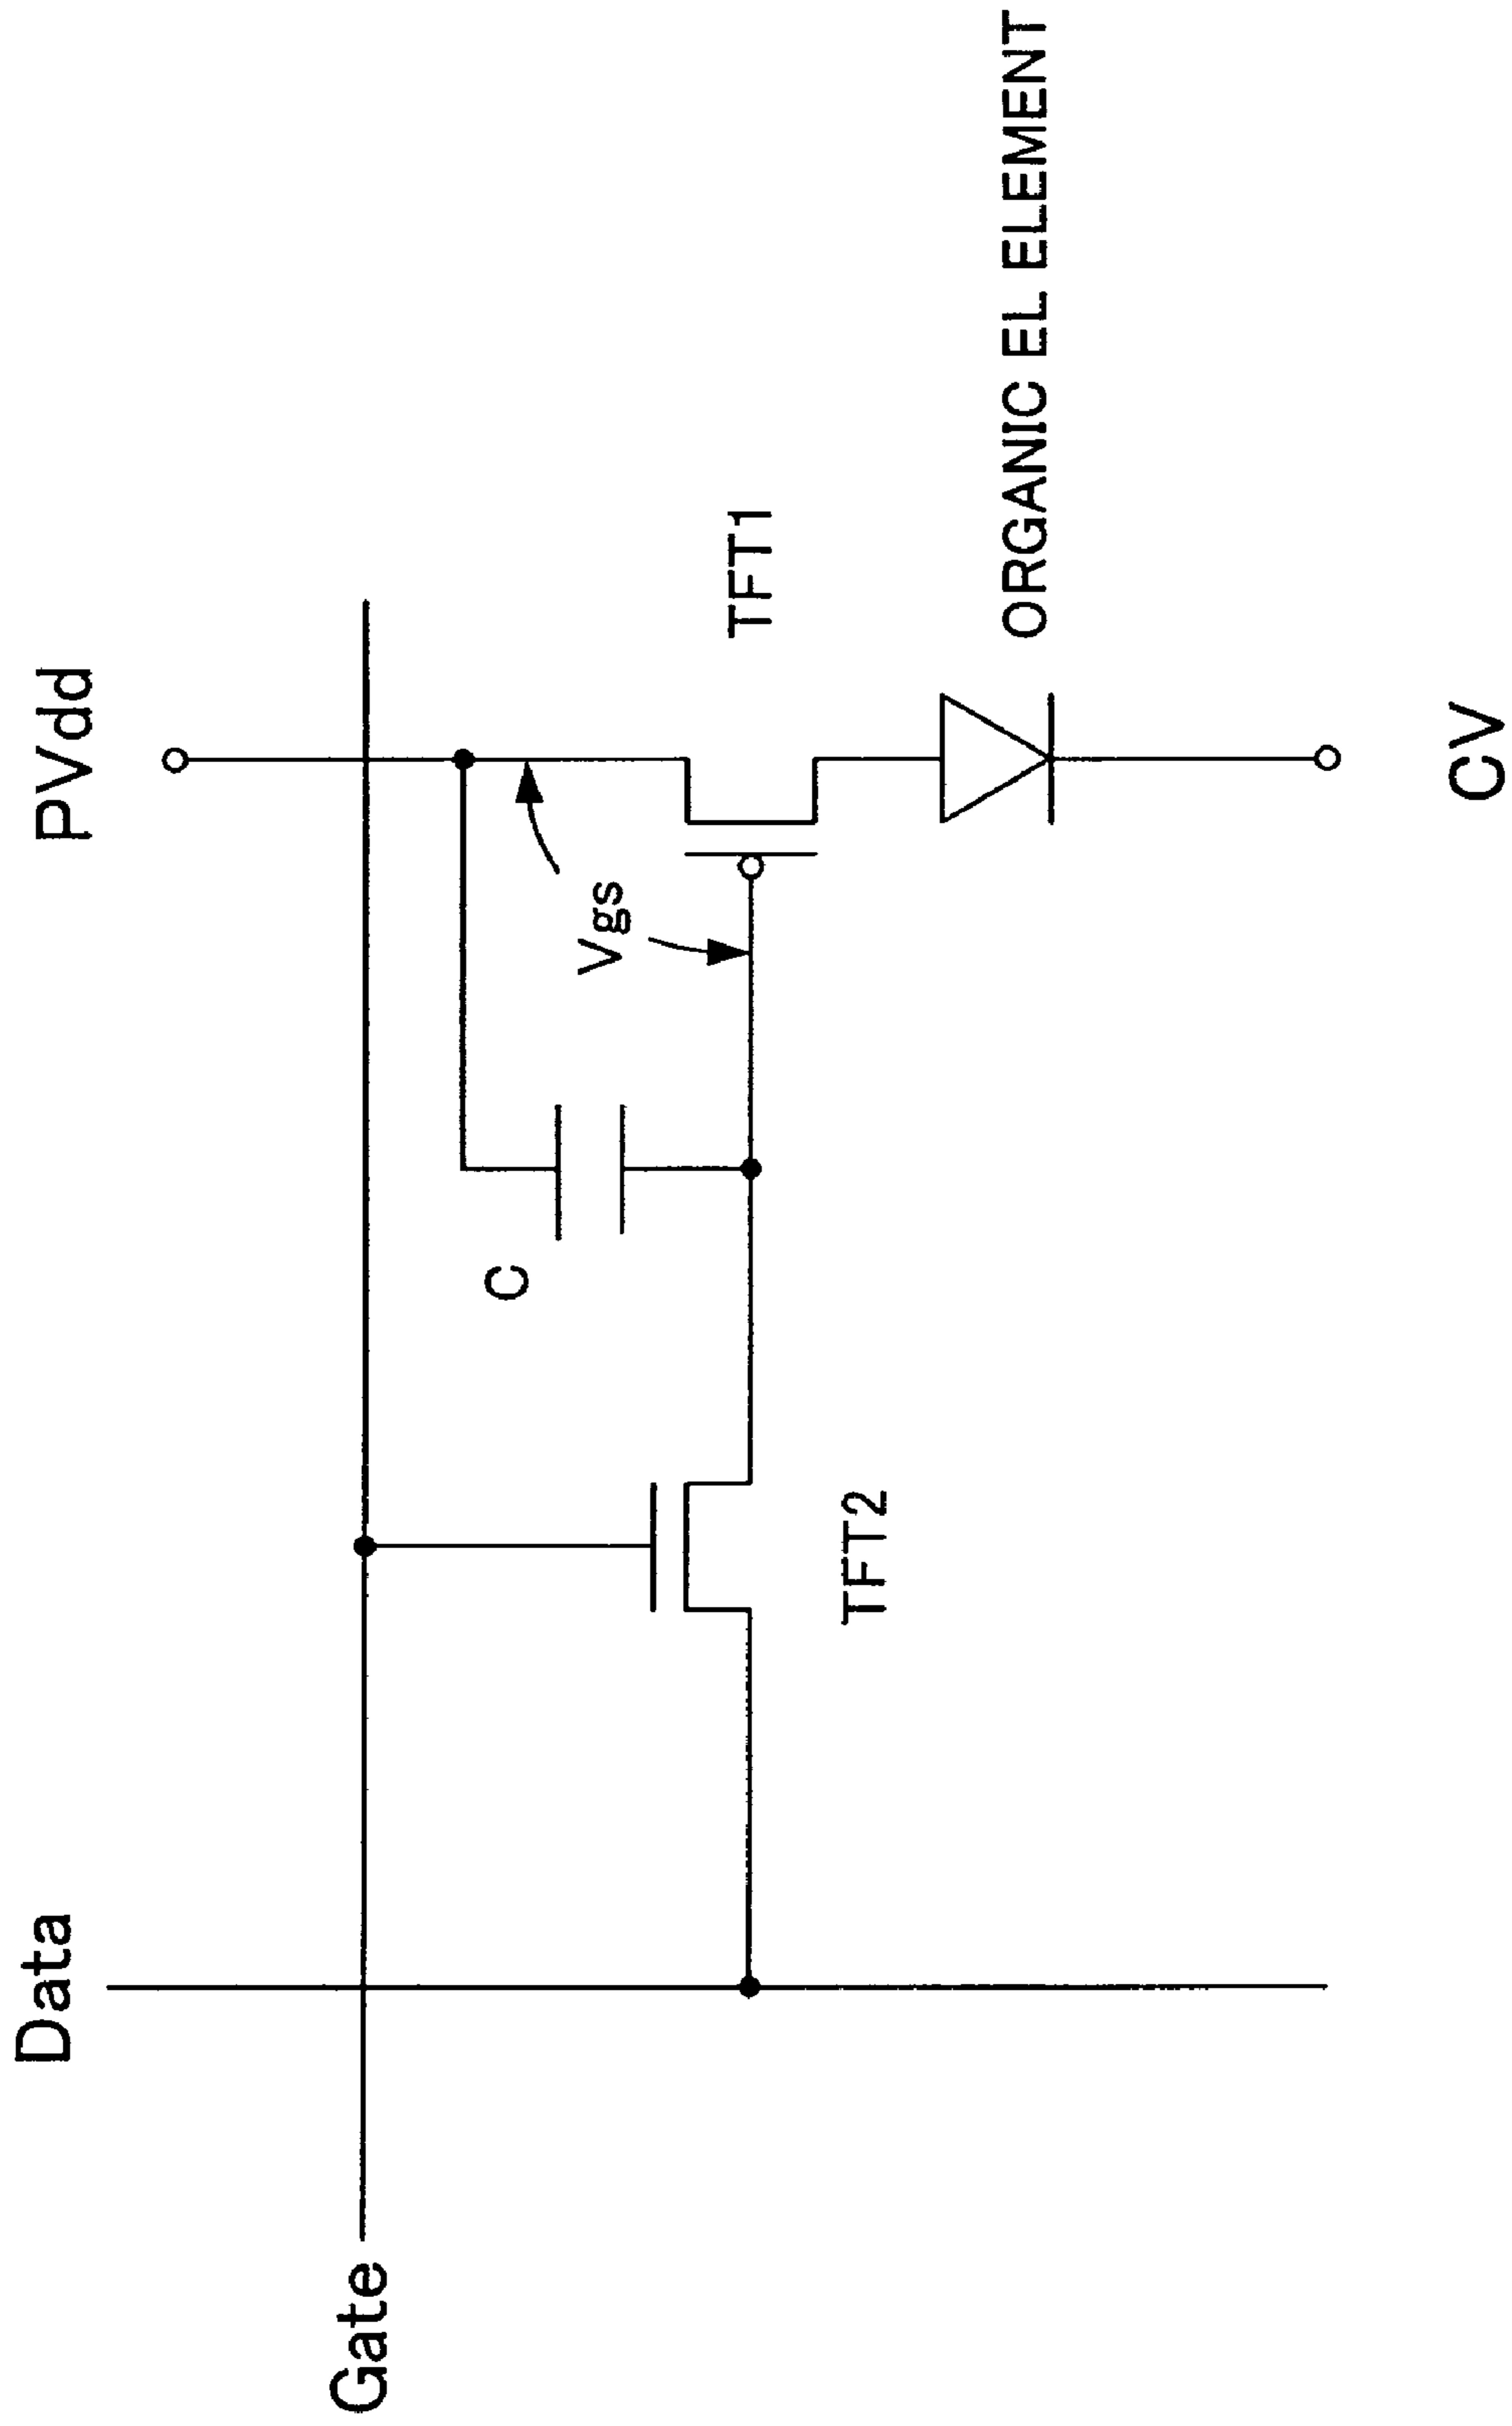 Data
PVdd
Gate
C
Vgs
TFT1
TFT2
ORGANIC EL ELEMENT
CV